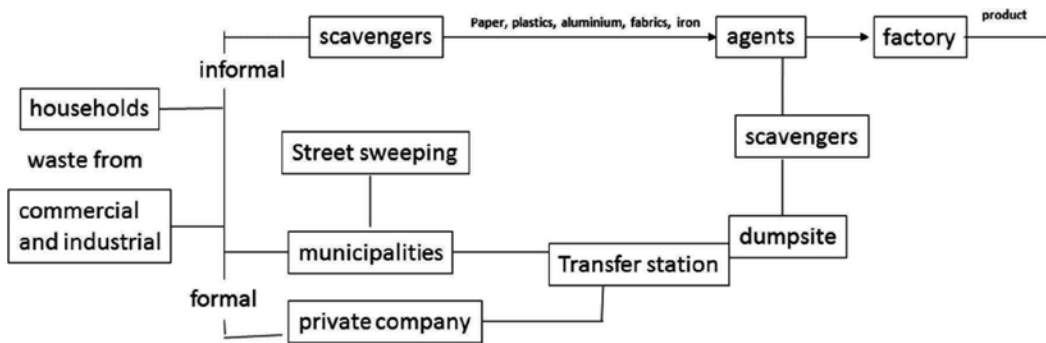 product
Paper, plastics, aluminium, fabrics, iron
scavengers
agents
factory
informal
households
scavengers
Street sweeping
waste from
commercial
and industrial
municipalities
dumpsite
Transfer station
formal
private company